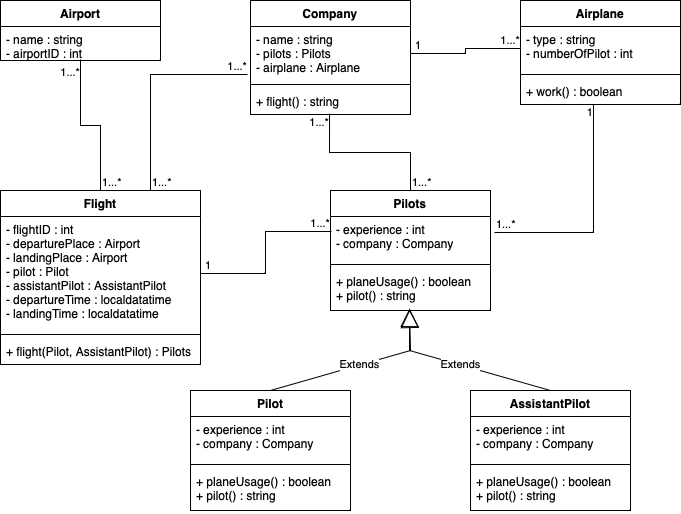 Airport
- name : string
- airportID : int
Company
- name : string
- pilots : Pilots
- airplane : Airplane
+ flight() : string
Airplane
- type : string
- numberOfPilot : int
+ work() : boolean
1
1...*
1...*
1...*
1...*
1
1...*
1...*
1...*
1...*
Flight
- flightID : int
- departurePlace : Airport
- landingPlace : Airport
- pilot : Pilot
- assistantPilot : AssistantPilot
- departureTime : localdatatime
- landingTime : localdatatime
+ flight(Pilot, AssistantPilot) : Pilots
1
1...*
Pilots
- experience : int
- company : Company
+ planeUsage() : boolean
+ pilot() : string
1...*
Extends
Extends
Pilot
- experience : int
- company : Company
+ planeUsage() : boolean
+ pilot() : string
AssistantPilot
- experience : int
- company : Company
+ planeUsage() : boolean
+ pilot() : string